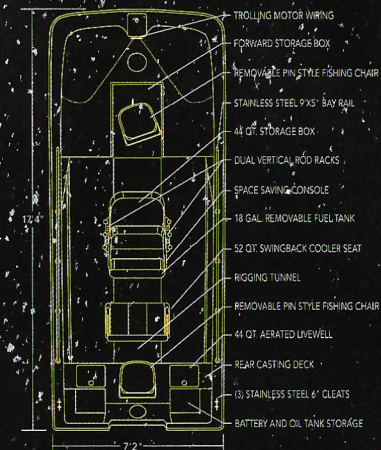 TROLLING MOTOR WIRING
FORWARD STORAGE BOX
REMOVABLE PIN STYLE FISHING CHAIR
STAINLESS STEEL 9'X5" BAY RAIL
44 QT. STORAGE BOX
DUAL VERTICAL ROD RACKS
SPACE SAVING CONSOLE
17'4"
18 GAL. REMOVABLE FUEL TANK
52 QT. SWINGBACK COOLER SEAT
RIGGING TUNNEL
REMOVABLE PIN STYLE FISHING CHAIR
44 QT. AERATED LIVEWELL
REAR CASTING DECK
(3) STAINLESS STEEL 6" CLEATS
BATTERY AND OIL TANK STORAGE
7'2"